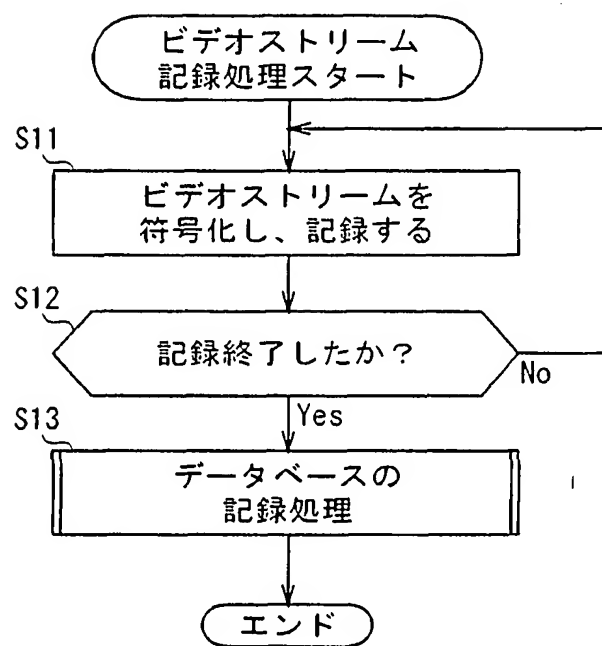 ビデオストリーム
記録処理スタート
S11
ビデオストリームを
符号化し、記録する
S12
記録終了したか？
No
Yes
S13
データベースの
記録処理
エンド